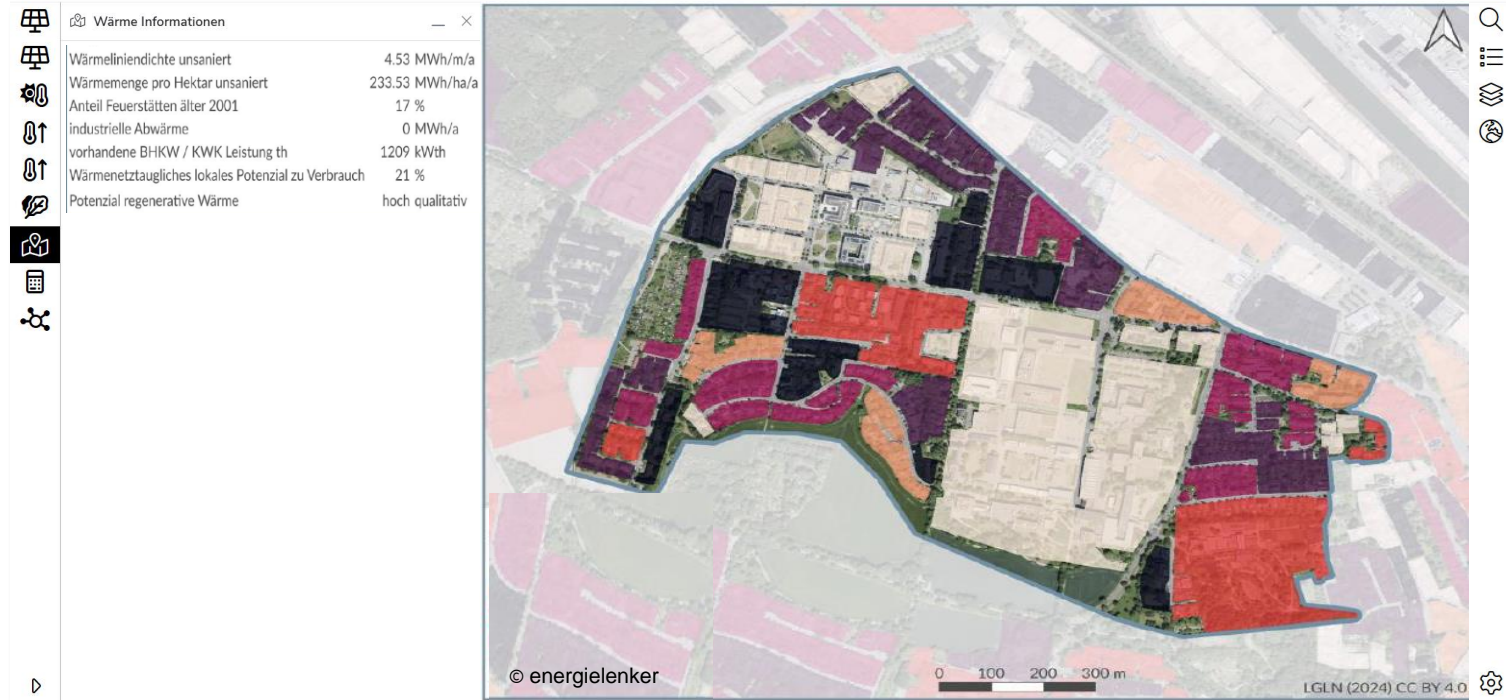 Wärme Informationen
Wärmeliniendichte unsaniert 4.53 MWh/m/a
Wärmemenge pro Hektar unsaniert 233.53 MWh/ha/a
Anteil Feuerstätten älter 2001 17 %
industrielle Abwärme 0 MWh/a
vorhandene BHKW / KWK Leistung th 1209 kWth
Wärmenetztaugliches lokales Potenzial zu Verbrauch 21 %
Potenzial regenerative Wärme hoch qualitativ
© energielenker
0 100 200 300 m
LGLN (2024) CC BY 4.0